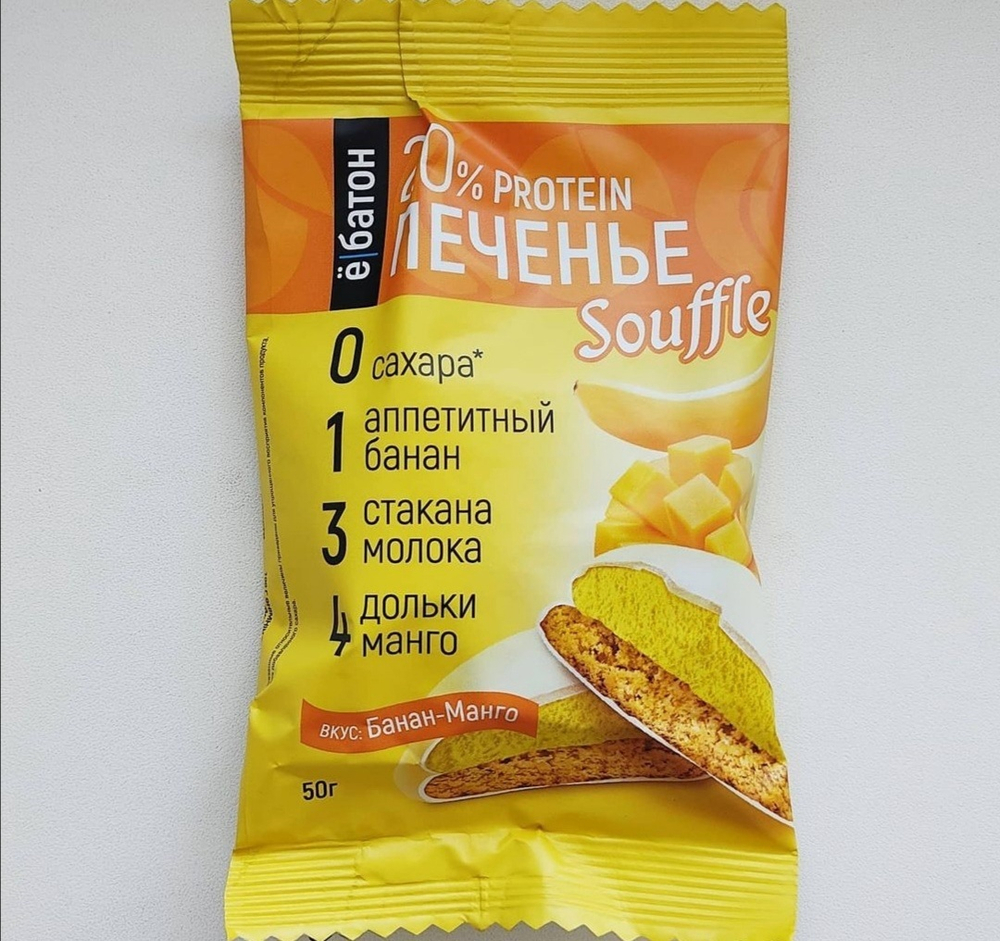 ё|батон
20% PROTEIN
ПЕЧЕНЬЕ
Souffle
0 сахара*
1 аппетитный
банан
3 стакана
молока
4 дольки
манго
вкус: Банан-Манго
50г